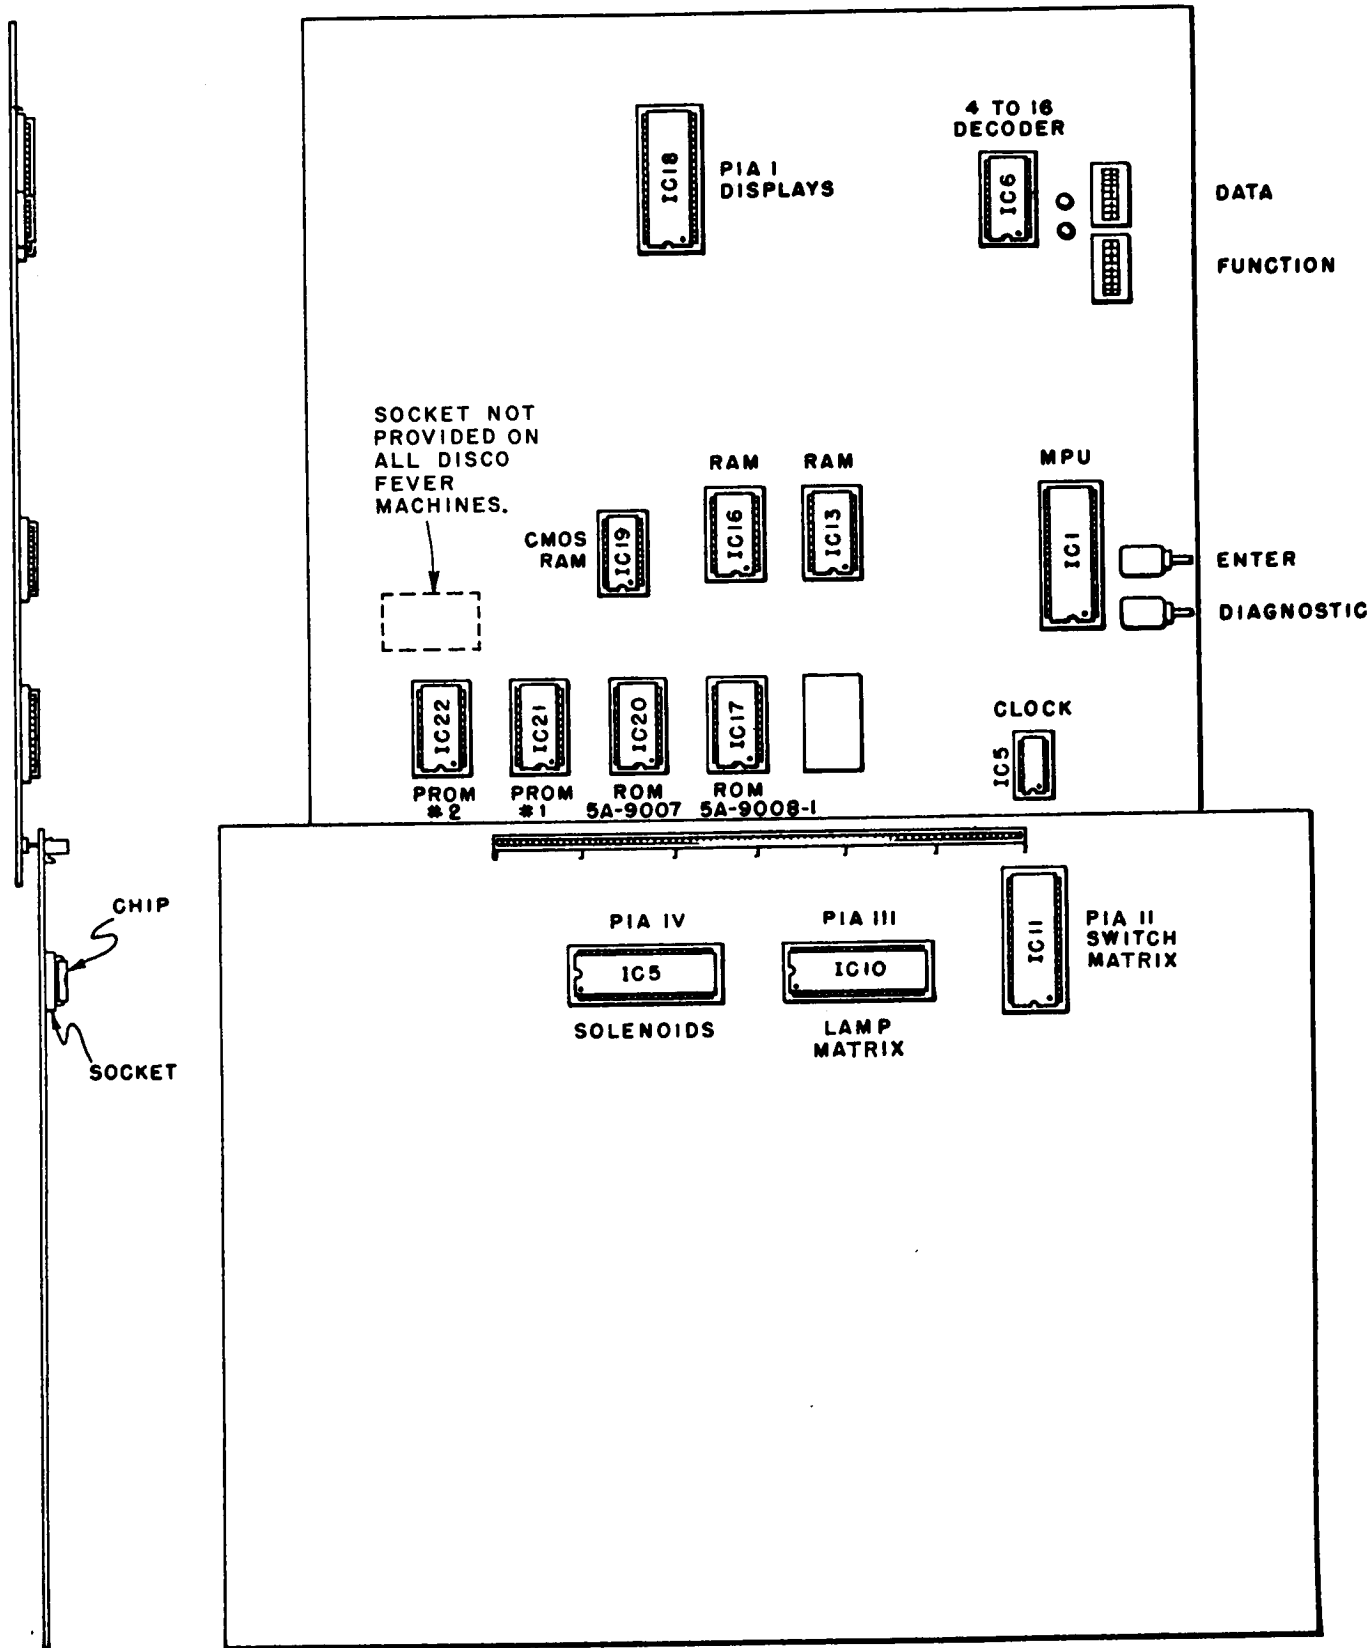 4 TO 16
DECODER
IC18
PIA I
DISPLAYS
IC6
DATA
FUNCTION
SOCKET NOT
PROVIDED ON
ALL DISCO
FEVER
MACHINES.
RAM
RAM
MPU
CMOS
RAM
IC19
IC16
IC13
IC1
ENTER
DIAGNOSTIC
IC22
IC21
IC20
IC17
CLOCK
IC5
PROM
#2
PROM
#1
ROM
5A-9007
ROM
5A-9008-1
CHIP
SOCKET
PIA IV
IC5
SOLENOIDS
PIA III
IC10
LAMP
MATRIX
IC11
PIA II
SWITCH
MATRIX